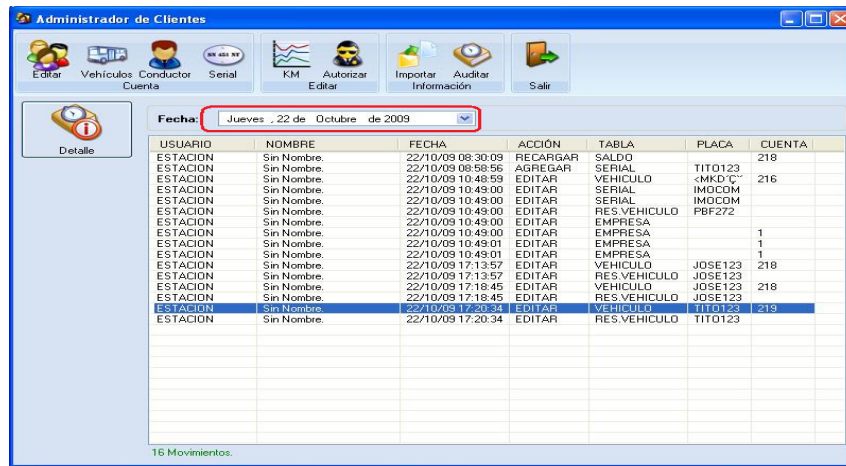 Administrador de Clientes
Editar Vehículos Conductor Serial KM Autorizar Importar Auditar Salir
Cuenta Editar Información
Detalle
Fecha: Jueves , 22 de Octubre de 2009
USUARIO NOMBRE FECHA ACCIÓN TABLA PLACA CUENTA
ESTACION Sin Nombre. 22/10/09 08:30:09 RECARGAR SALDO 218
ESTACION Sin Nombre. 22/10/09 08:58:56 AGREGAR SERIAL TITO123
ESTACION Sin Nombre. 22/10/09 10:48:59 EDITAR VEHICULO 216
ESTACION Sin Nombre. 22/10/09 10:49:00 EDITAR SERIAL IMOCOM
ESTACION Sin Nombre. 22/10/09 10:49:00 EDITAR SERIAL IMOCOM
ESTACION Sin Nombre. 22/10/09 10:49:00 EDITAR RES.VEHICULO PBF272
ESTACION Sin Nombre. 22/10/09 10:49:00 EDITAR EMPRESA
ESTACION Sin Nombre. 22/10/09 10:49:00 EDITAR EMPRESA 1
ESTACION Sin Nombre. 22/10/09 10:49:01 EDITAR EMPRESA 1
ESTACION Sin Nombre. 22/10/09 10:49:01 EDITAR EMPRESA 1
ESTACION Sin Nombre. 22/10/09 17:13:57 EDITAR VEHICULO JOSE123 218
ESTACION Sin Nombre. 22/10/09 17:13:57 EDITAR RES.VEHICULO JOSE123
ESTACION Sin Nombre. 22/10/09 17:18:45 EDITAR VEHICULO JOSE123 218
ESTACION Sin Nombre. 22/10/09 17:18:45 EDITAR RES.VEHICULO JOSE123
ESTACION Sin Nombre. 22/10/09 17:20:34 EDITAR VEHICULO TITO123 219
ESTACION Sin Nombre. 22/10/09 17:20:34 EDITAR RES.VEHICULO TITO123
16 Movimientos.